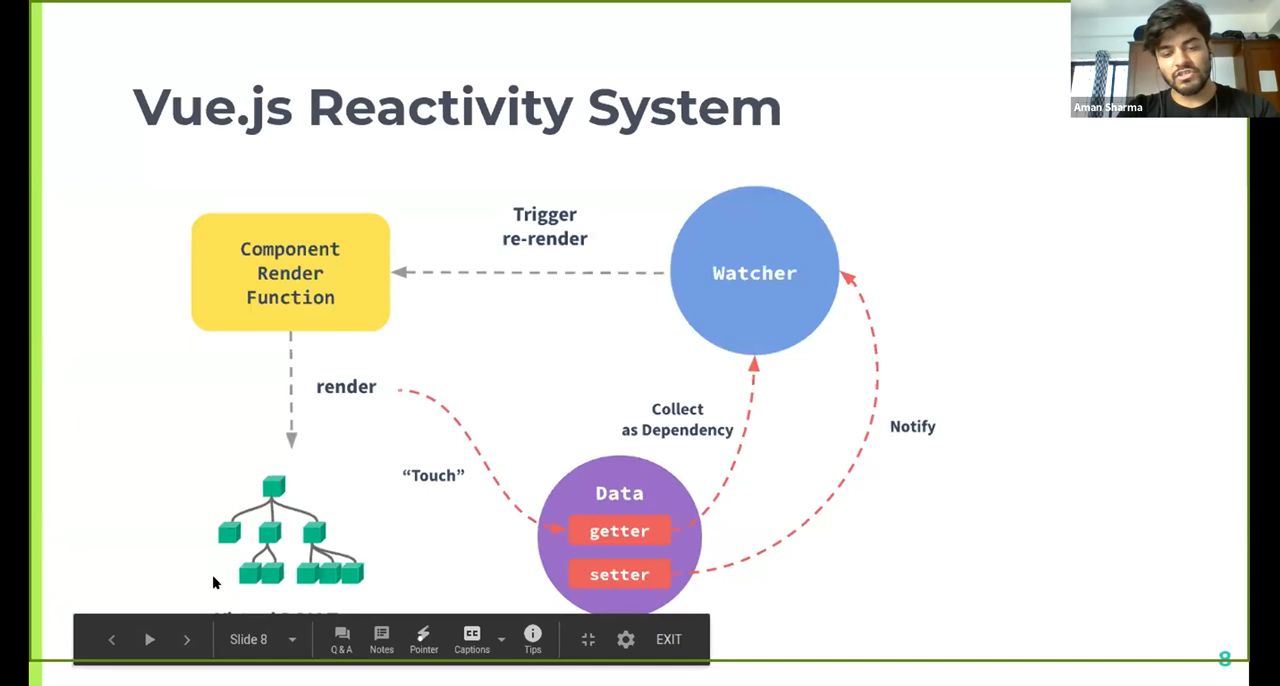 Vue.js Reactivity System
Aman Sharma
Trigger
re-render
Component
Render
Function
Watcher
render
Collect
as Dependency
Notify
“Touch”
Data
getter
setter
Slide 8
Q & A
Notes
Pointer
CC
Captions
Tips
EXIT
8